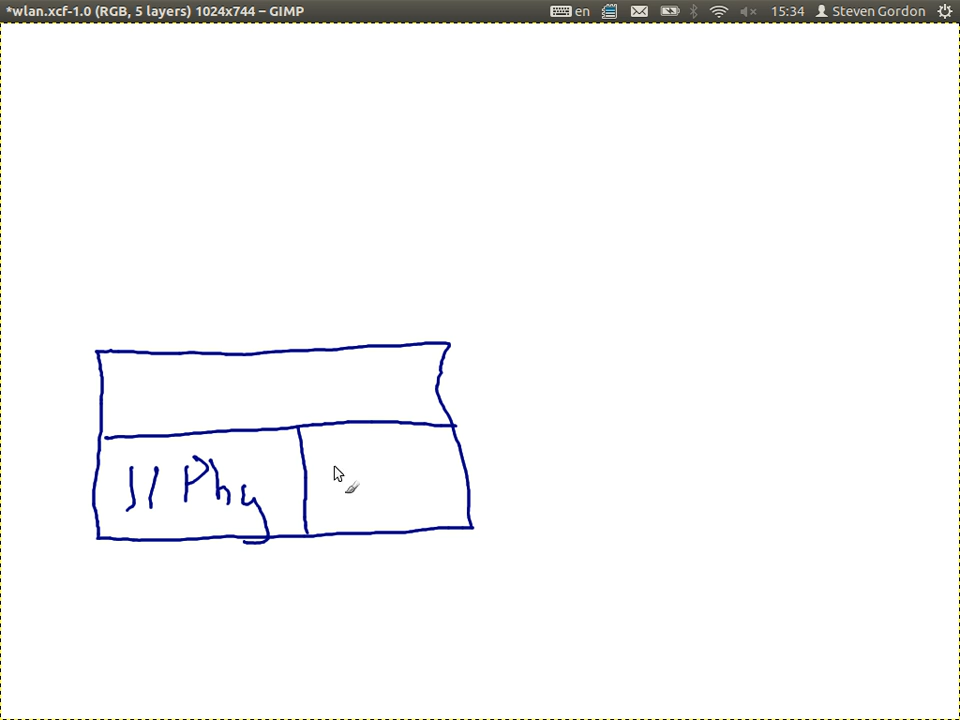 *wlan.xcf-1.0 (RGB, 5 layers) 1024x744 – GIMP en 15:34 Steven Gordon
11 Phy